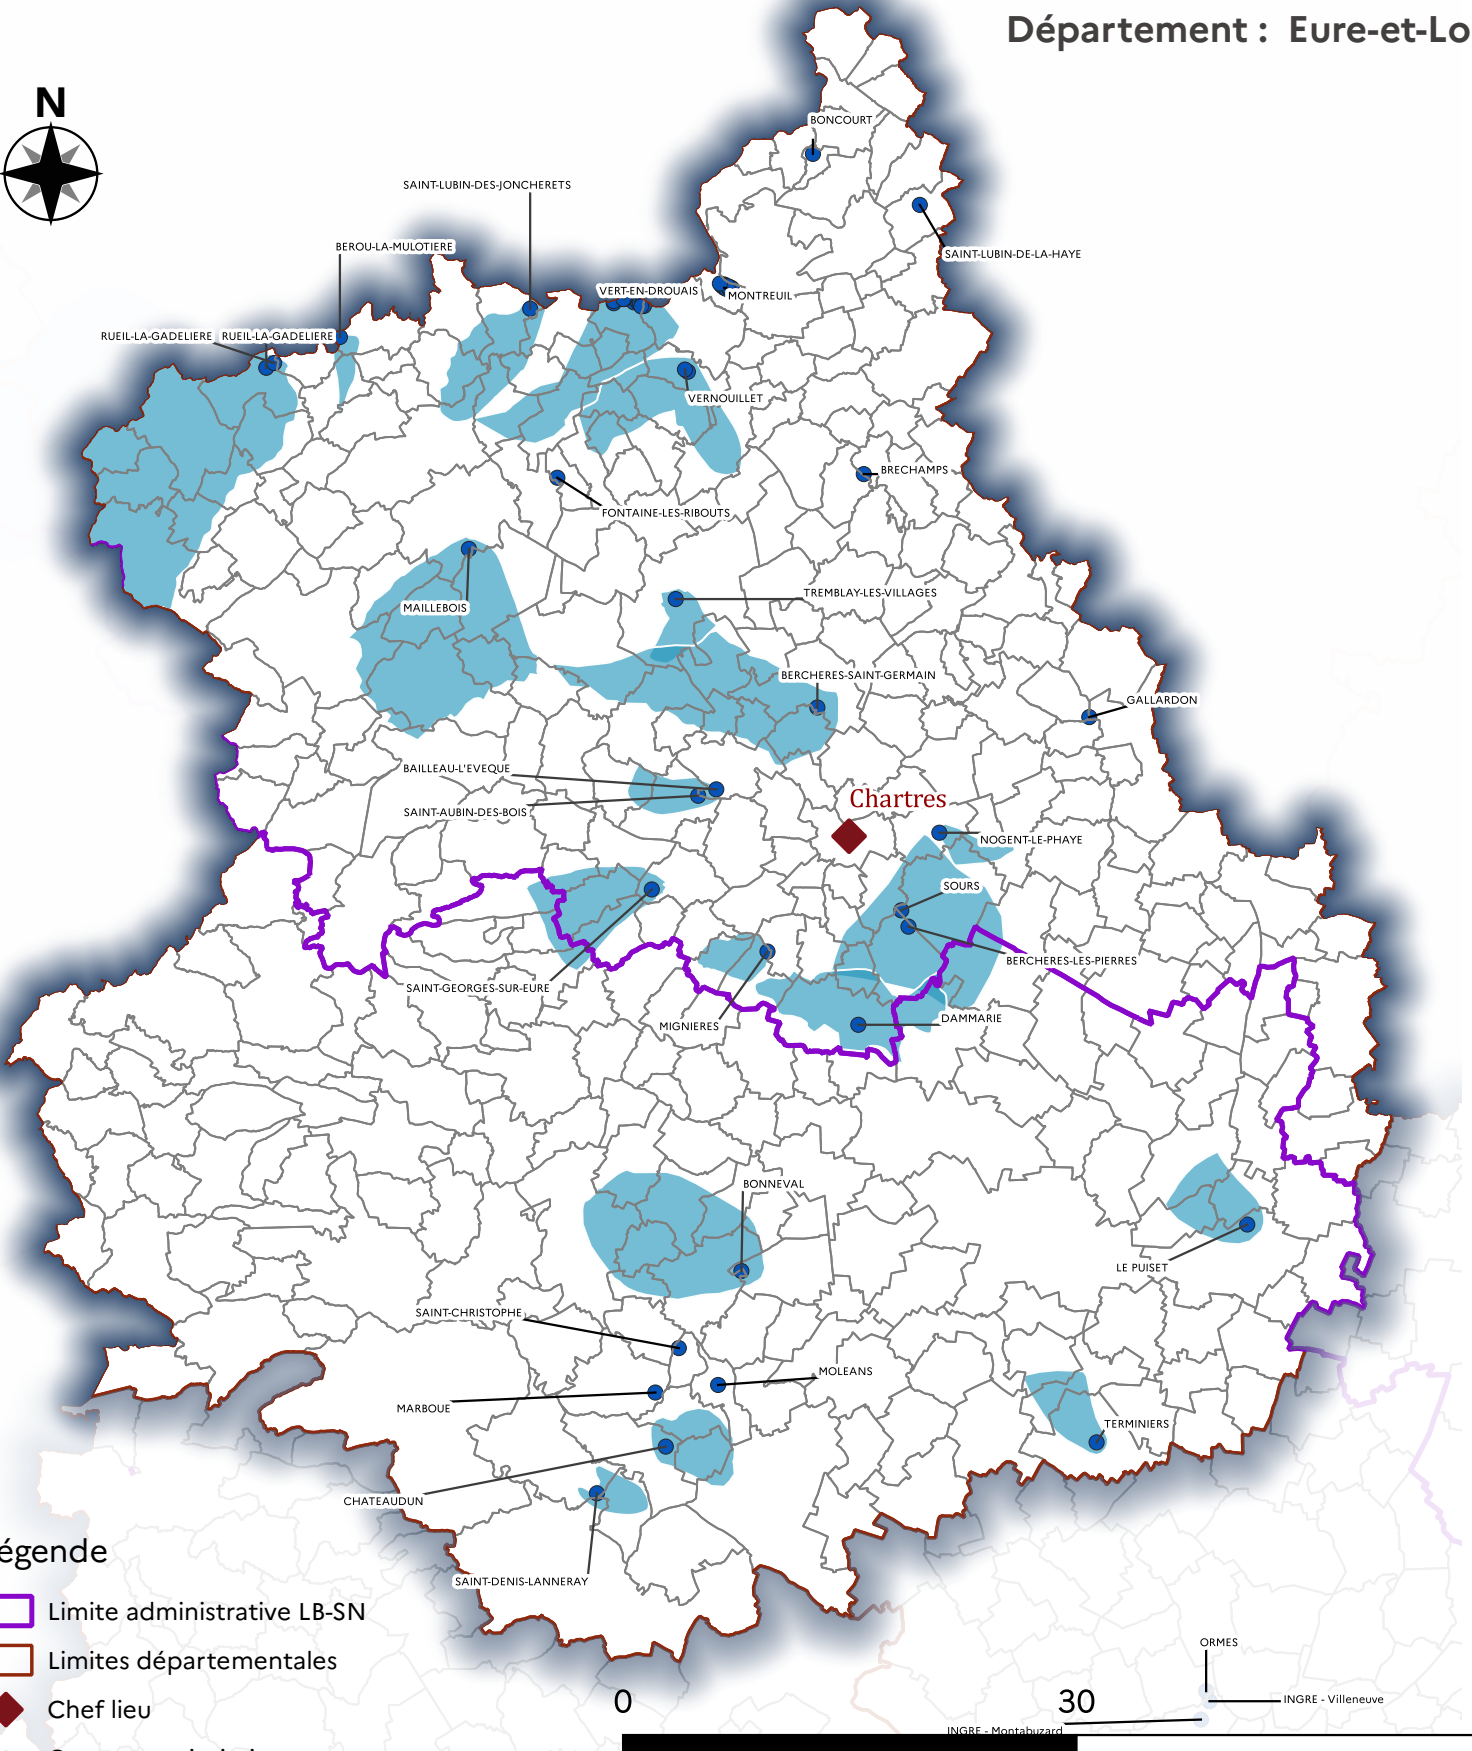 Département : Eure-et-Lo
N
BONCOURT
SAINT-LUBIN-DES-JONCHERETS
BEROU-LA-MULOTIERE
SAINT-LUBIN-DE-LA-HAYE
VERT-EN-DROUAIS
MONTREUIL
RUEIL-LA-GADELIERE
RUEIL-LA-GADELIERE
VERNOUILLET
BRECHAMPS
FONTAINE-LES-RIBOUTS
TREMBLAY-LES-VILLAGES
MAILLEBOIS
BERCHERES-SAINT-GERMAIN
GALLARDON
BAILLEAU-L'EVEQUE
Chartres
SAINT-AUBIN-DES-BOIS
NOGENT-LE-PHAYE
SOURS
BERCHERES-LES-PIERRES
SAINT-GEORGES-SUR-EURE
DAMMARIE
MIGNIERES
BONNEVAL
LE PUISET
SAINT-CHRISTOPHE
MOLEANS
MARBOUE
TERMINIERS
CHATEAUDUN
égende
SAINT-DENIS-LANNERAY
Limite administrative LB-SN
ORMES
Limites départementales
0
30
INGRE - Villeneuve
Chef lieu
INGRE - Montabuzard